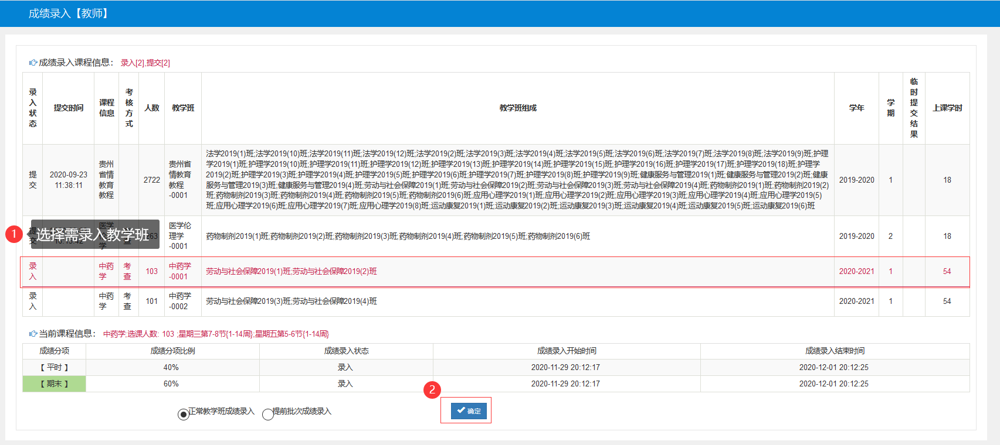 成绩录入【教师】
成绩录入课程信息： 录入[2],提交[2]
录入状态 提交时间 课程信息 考核方式 人数 教学班 教学班组成 学年 学期 临时提交结果 上课学时
提交 2020-09-23 11:38:11 贵州省情教育教程 2722 贵州省情教育教程-0001
法学2019(1)班;法学2019(10)班;法学2019(11)班;法学2019(12)班;法学2019(2)班;法学2019(3)班;法学2019(4)班;法学2019(5)班;法学2019(6)班;法学2019(7)班;法学2019(8)班;法学2019(9)班;护理
学2019(1)班;护理学2019(10)班;护理学2019(11)班;护理学2019(12)班;护理学2019(13)班;护理学2019(14)班;护理学2019(15)班;护理学2019(16)班;护理学2019(17)班;护理学2019(18)班;护理学
2019(2)班;护理学2019(3)班;护理学2019(4)班;护理学2019(5)班;护理学2019(6)班;护理学2019(7)班;护理学2019(8)班;护理学2019(9)班;健康服务与管理2019(1)班;健康服务与管理2019(2)班;健康
服务与管理2019(3)班;健康服务与管理2019(4)班;劳动与社会保障2019(1)班;劳动与社会保障2019(2)班;劳动与社会保障2019(3)班;劳动与社会保障2019(4)班;药物制剂2019(1)班;药物制剂2019(2)
班;药物制剂2019(3)班;药物制剂2019(4)班;药物制剂2019(5)班;药物制剂2019(6)班;应用心理学2019(1)班;应用心理学2019(2)班;应用心理学2019(3)班;应用心理学2019(4)班;应用心理学2019(5)
班;应用心理学2019(6)班;应用心理学2019(7)班;应用心理学2019(8)班;运动康复2019(1)班;运动康复2019(2)班;运动康复2019(3)班;运动康复2019(4)班;运动康复2019(5)班;运动康复2019(6)班
2019-2020 1 18
1 选择需录入教学班
提交 医学伦理学-0001 药物制剂2019(1)班;药物制剂2019(2)班;药物制剂2019(3)班;药物制剂2019(4)班;药物制剂2019(5)班;药物制剂2019(6)班 2019-2020 2 18
录入 中药学 考查 103 中药学-0001 劳动与社会保障2019(1)班;劳动与社会保障2019(2)班 2020-2021 1 54
录入 中药学 考查 101 中药学-0002 劳动与社会保障2019(3)班;劳动与社会保障2019(4)班 2020-2021 1 54
当前课程信息： 中药学;选课人数: 103 ;星期三第7-8节{1-14周};星期五第5-6节{1-14周}
成绩分项 成绩分项比例 成绩录入状态 成绩录入开始时间 成绩录入结束时间
【 平时 】 40% 录入 2020-11-29 20:12:17 2020-12-01 20:12:25
【 期末 】 60% 录入 2020-11-29 20:12:17 2020-12-01 20:12:25
2
正常教学班成绩录入 提前批次成绩录入 确定